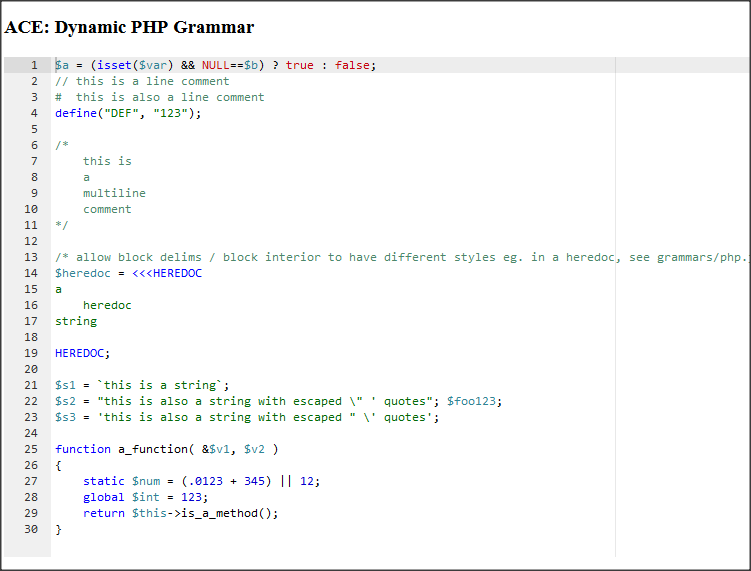 ACE: Dynamic PHP Grammar
1 $a = (isset($var) && NULL==$b) ? true : false;
2 // this is a line comment
3 #  this is also a line comment
4 define("DEF", "123");
5
6 /*
7     this is
8     a
9     multiline
10     comment
11 */
12
13 /* allow block delims / block interior to have different styles eg. in a heredoc, see grammars/php.
14 $heredoc = <<<HEREDOC
15 a
16     heredoc
17 string
18
19 HEREDOC;
20
21 $s1 = `this is a string`;
22 $s2 = "this is also a string with escaped \" ' quotes"; $foo123;
23 $s3 = 'this is also a string with escaped " \' quotes';
24
25 function a_function( &$v1, $v2 )
26 {
27     static $num = (.0123 + 345) || 12;
28     global $int = 123;
29     return $this->is_a_method();
30 }